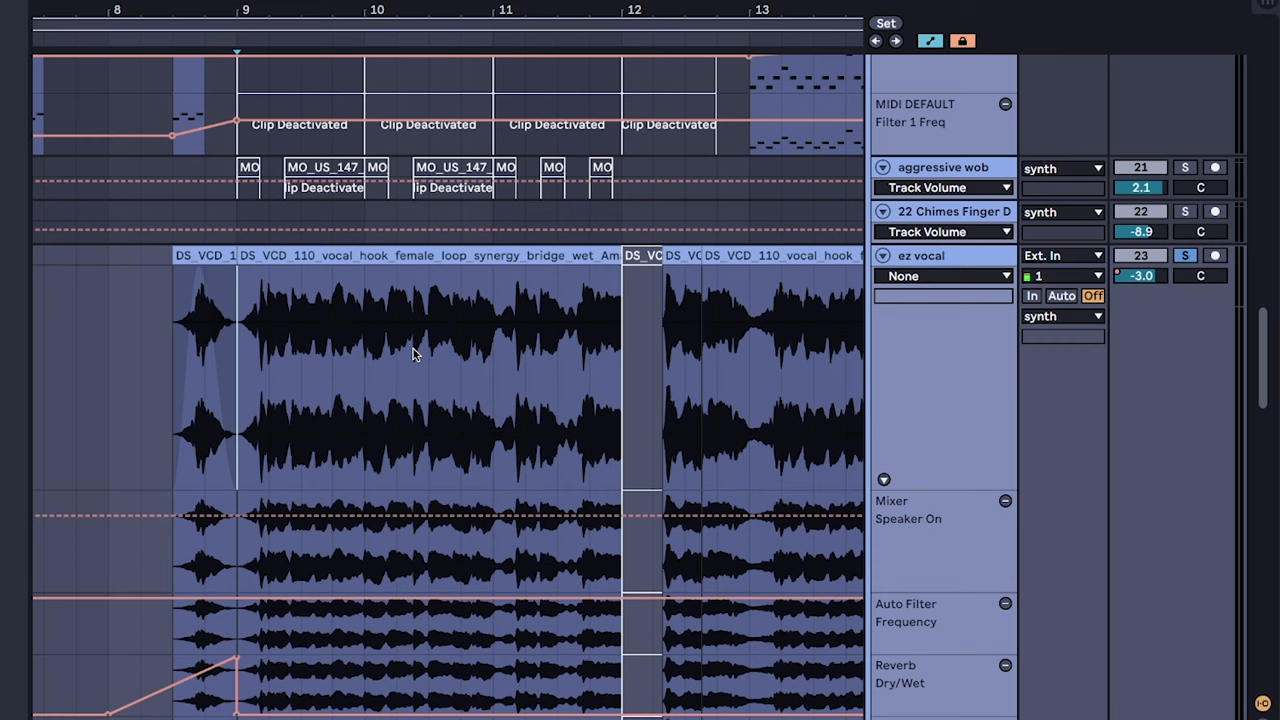 8 9 10 11 12 13
Set
MIDI DEFAULT
Filter 1 Freq
Clip Deactivated Clip Deactivated Clip Deactivated Clip Deactivated
MO MO_US_147_ MO MO_US_147_ MO MO MO
lip Deactivate lip Deactivate
aggressive wob synth 21 S
Track Volume 2.1 C
22 Chimes Finger D synth 22 S
Track Volume -8.9 C
DS_VCD_1 DS_VCD_110_vocal_hook_female_loop_synergy_bridge_wet_Am DS_VC DS_VC DS_VCD_110_vocal_hook_f
ez vocal Ext. In 23 S
None 1 -3.0 C
In Auto Off
synth
Mixer
Speaker On
Auto Filter
Frequency
Reverb
Dry/Wet